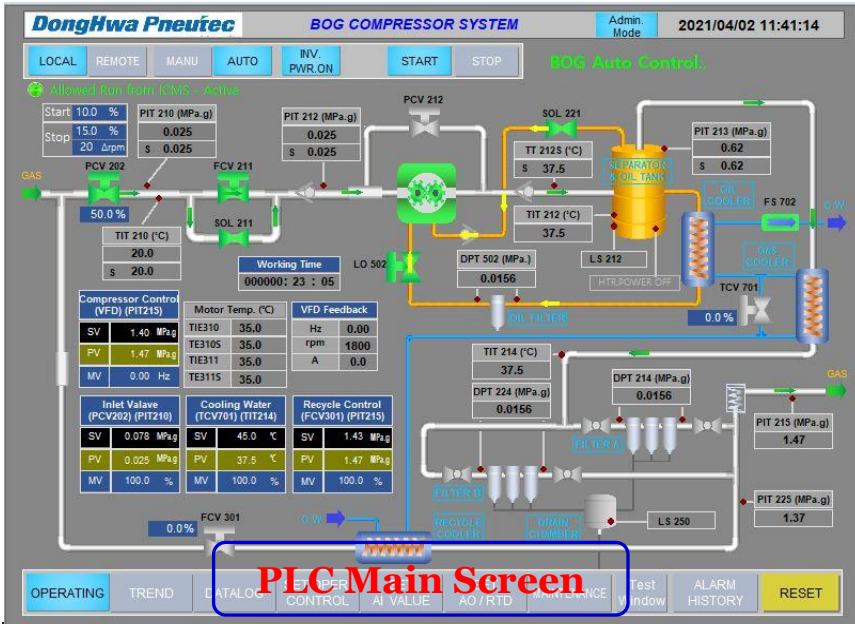 DongHwa Pneutec
BOG COMPRESSOR SYSTEM
Admin. Mode
2021/04/02 11:41:14
LOCAL REMOTE MANU AUTO INV. PWR.ON START STOP
BOG Auto Control..
Allowed Run from ICMS - Active
Start 10.0 %
Stop 15.0 %
20 Δrpm
PIT 210 (MPa.g)
0.025
S 0.025
PIT 212 (MPa.g)
0.025
S 0.025
PCV 212
SOL 221
TT 212S (℃)
S 37.5
SEPARATOR & OIL TANK
PIT 213 (MPa.g)
0.62
S 0.62
GAS
PCV 202
50.0 %
FCV 211
SOL 211
TIT 210 (℃)
20.0
S 20.0
TIT 212 (℃)
37.5
LS 212
HTR.POWER OFF
OIL COOLER
FS 702
C.W
GAS COOLER
TCV 701
0.0 %
Working Time
000000: 23 : 05
LO 502
DPT 502 (MPa.)
0.0156
OIL FILTER
Compressor Control
(VFD) (PIT215)
SV 1.40 MPa.g
PV 1.47 MPa.g
MV 0.00 Hz
Motor Temp. (℃)
TIE310 35.0
TE310S 35.0
TIE311 35.0
TE311S 35.0
VFD Feedback
Hz 0.00
rpm 1800
A 0.0
TIT 214 (℃)
37.5
DPT 224 (MPa.g)
0.0156
DPT 214 (MPa.g)
0.0156
GAS
PIT 215 (MPa.g)
1.47
Inlet Valave
(PCV202) (PIT210)
SV 0.078 MPa.g
PV 0.025 MPa.g
MV 100.0 %
Cooling Water
(TCV701) (TIT214)
SV 45.0 ℃
PV 37.5 ℃
MV 100.0 %
Recycle Control
(FCV301) (PIT215)
SV 1.43 MPa.g
PV 1.47 MPa.g
MV 100.0 %
FILTER A
FILTER B
PIT 225 (MPa.g)
1.37
0.0 %
FCV 301
C.W
RECYCLE COOLER
DRAIN CHAMBER
LS 250
PLC Main Screen
OPERATING TREND DATALOG CONTROL AI VALUE AO / RTD MAINTENANCE Test Window ALARM HISTORY RESET